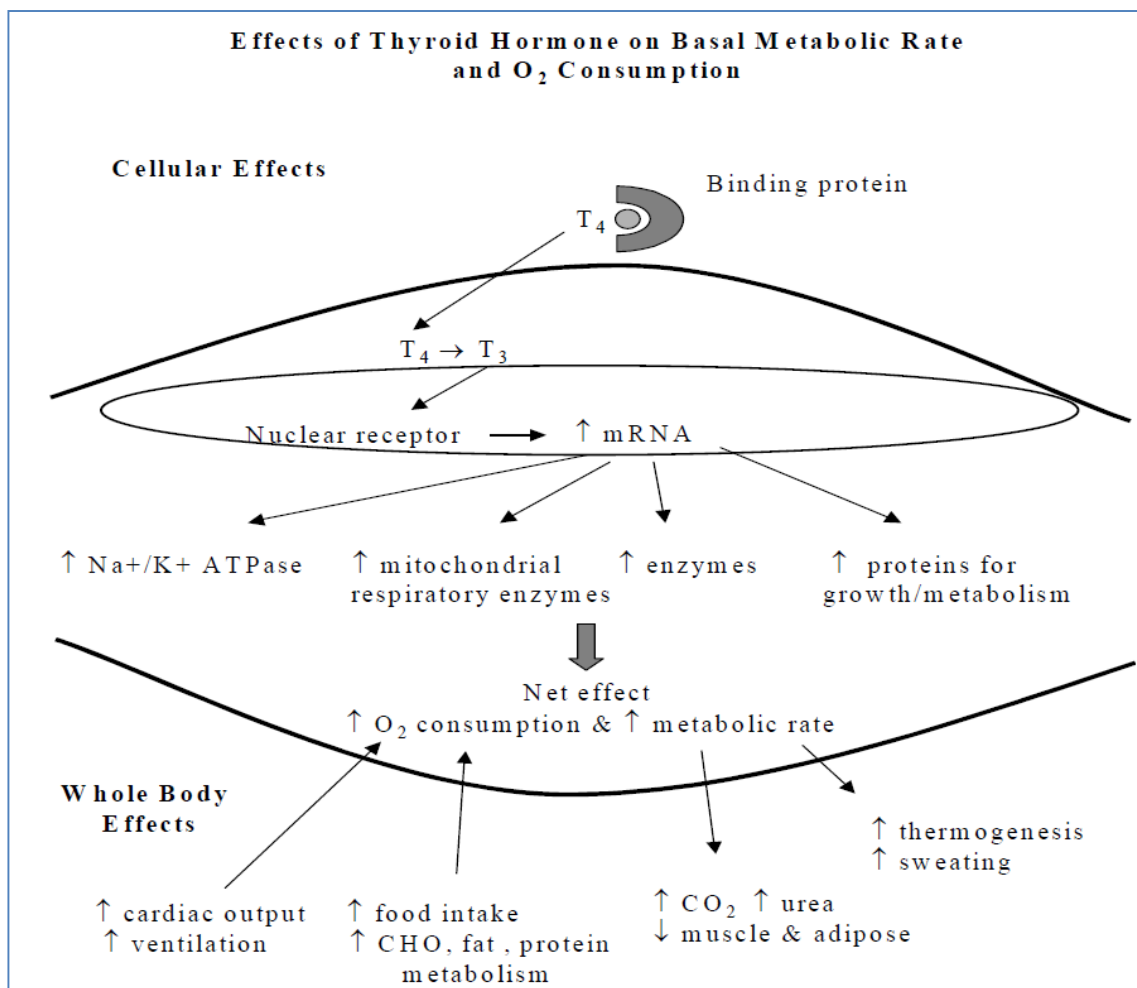 Effects of Thyroid Hormone on Basal Metabolic Rate
and O₂ Consumption
Cellular Effects
Binding protein
T₄
T₄ → T₃
Nuclear receptor
↑ mRNA
↑ Na+/K+ ATPase
↑ mitochondrial
respiratory enzymes
↑ enzymes
↑ proteins for
growth/metabolism
Net effect
↑ O₂ consumption & ↑ metabolic rate
Whole Body
Effects
↑ cardiac output
↑ ventilation
↑ food intake
↑ CHO, fat , protein
metabolism
↑ CO₂ ↑ urea
↓ muscle & adipose
↑ thermogenesis
↑ sweating